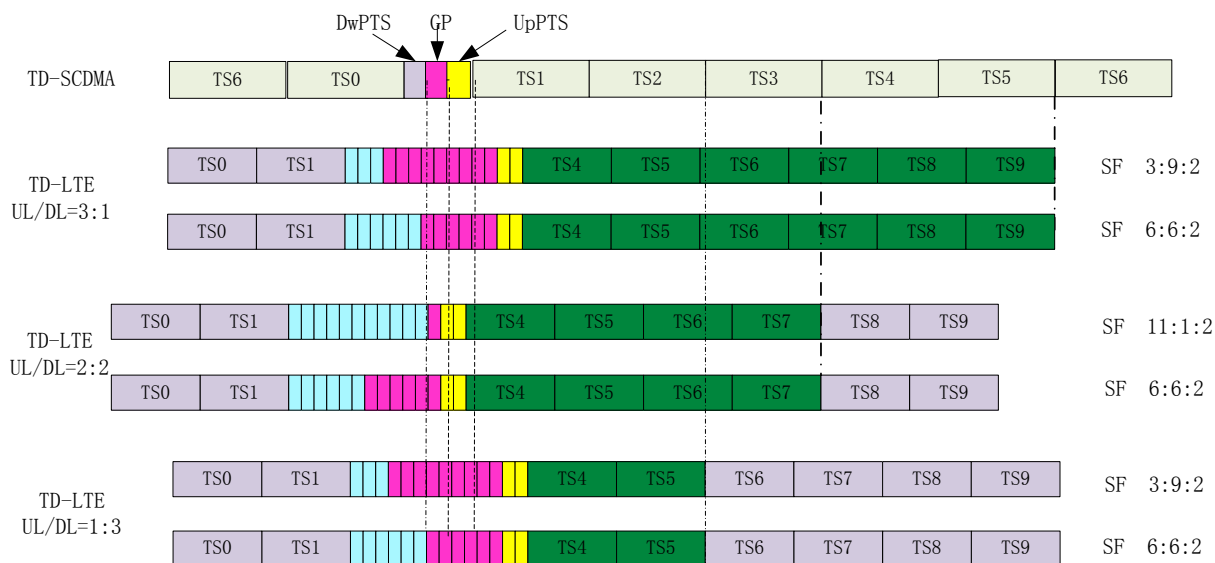 DwPTS GP UpPTS
TD-SCDMA TS6 TS0 TS1 TS2 TS3 TS4 TS5 TS6
TS0 TS1 TS4 TS5 TS6 TS7 TS8 TS9 SF 3:9:2
TD-LTE
UL/DL=3:1
TS0 TS1 TS4 TS5 TS6 TS7 TS8 TS9 SF 6:6:2
TS0 TS1 TS4 TS5 TS6 TS7 TS8 TS9 SF 11:1:2
TD-LTE
UL/DL=2:2
TS0 TS1 TS4 TS5 TS6 TS7 TS8 TS9 SF 6:6:2
TS0 TS1 TS4 TS5 TS6 TS7 TS8 TS9 SF 3:9:2
TD-LTE
UL/DL=1:3
TS0 TS1 TS4 TS5 TS6 TS7 TS8 TS9 SF 6:6:2